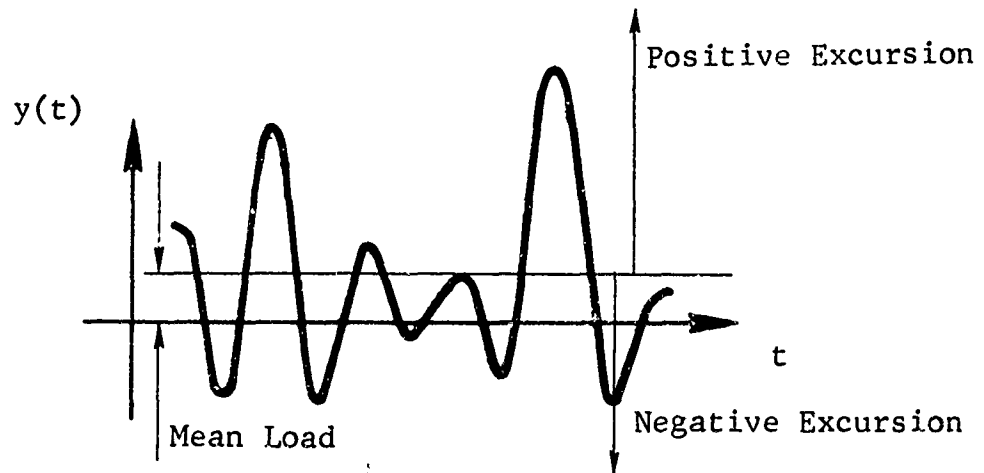 Positive Excursion
y(t)
t
Negative Excursion
Mean Load